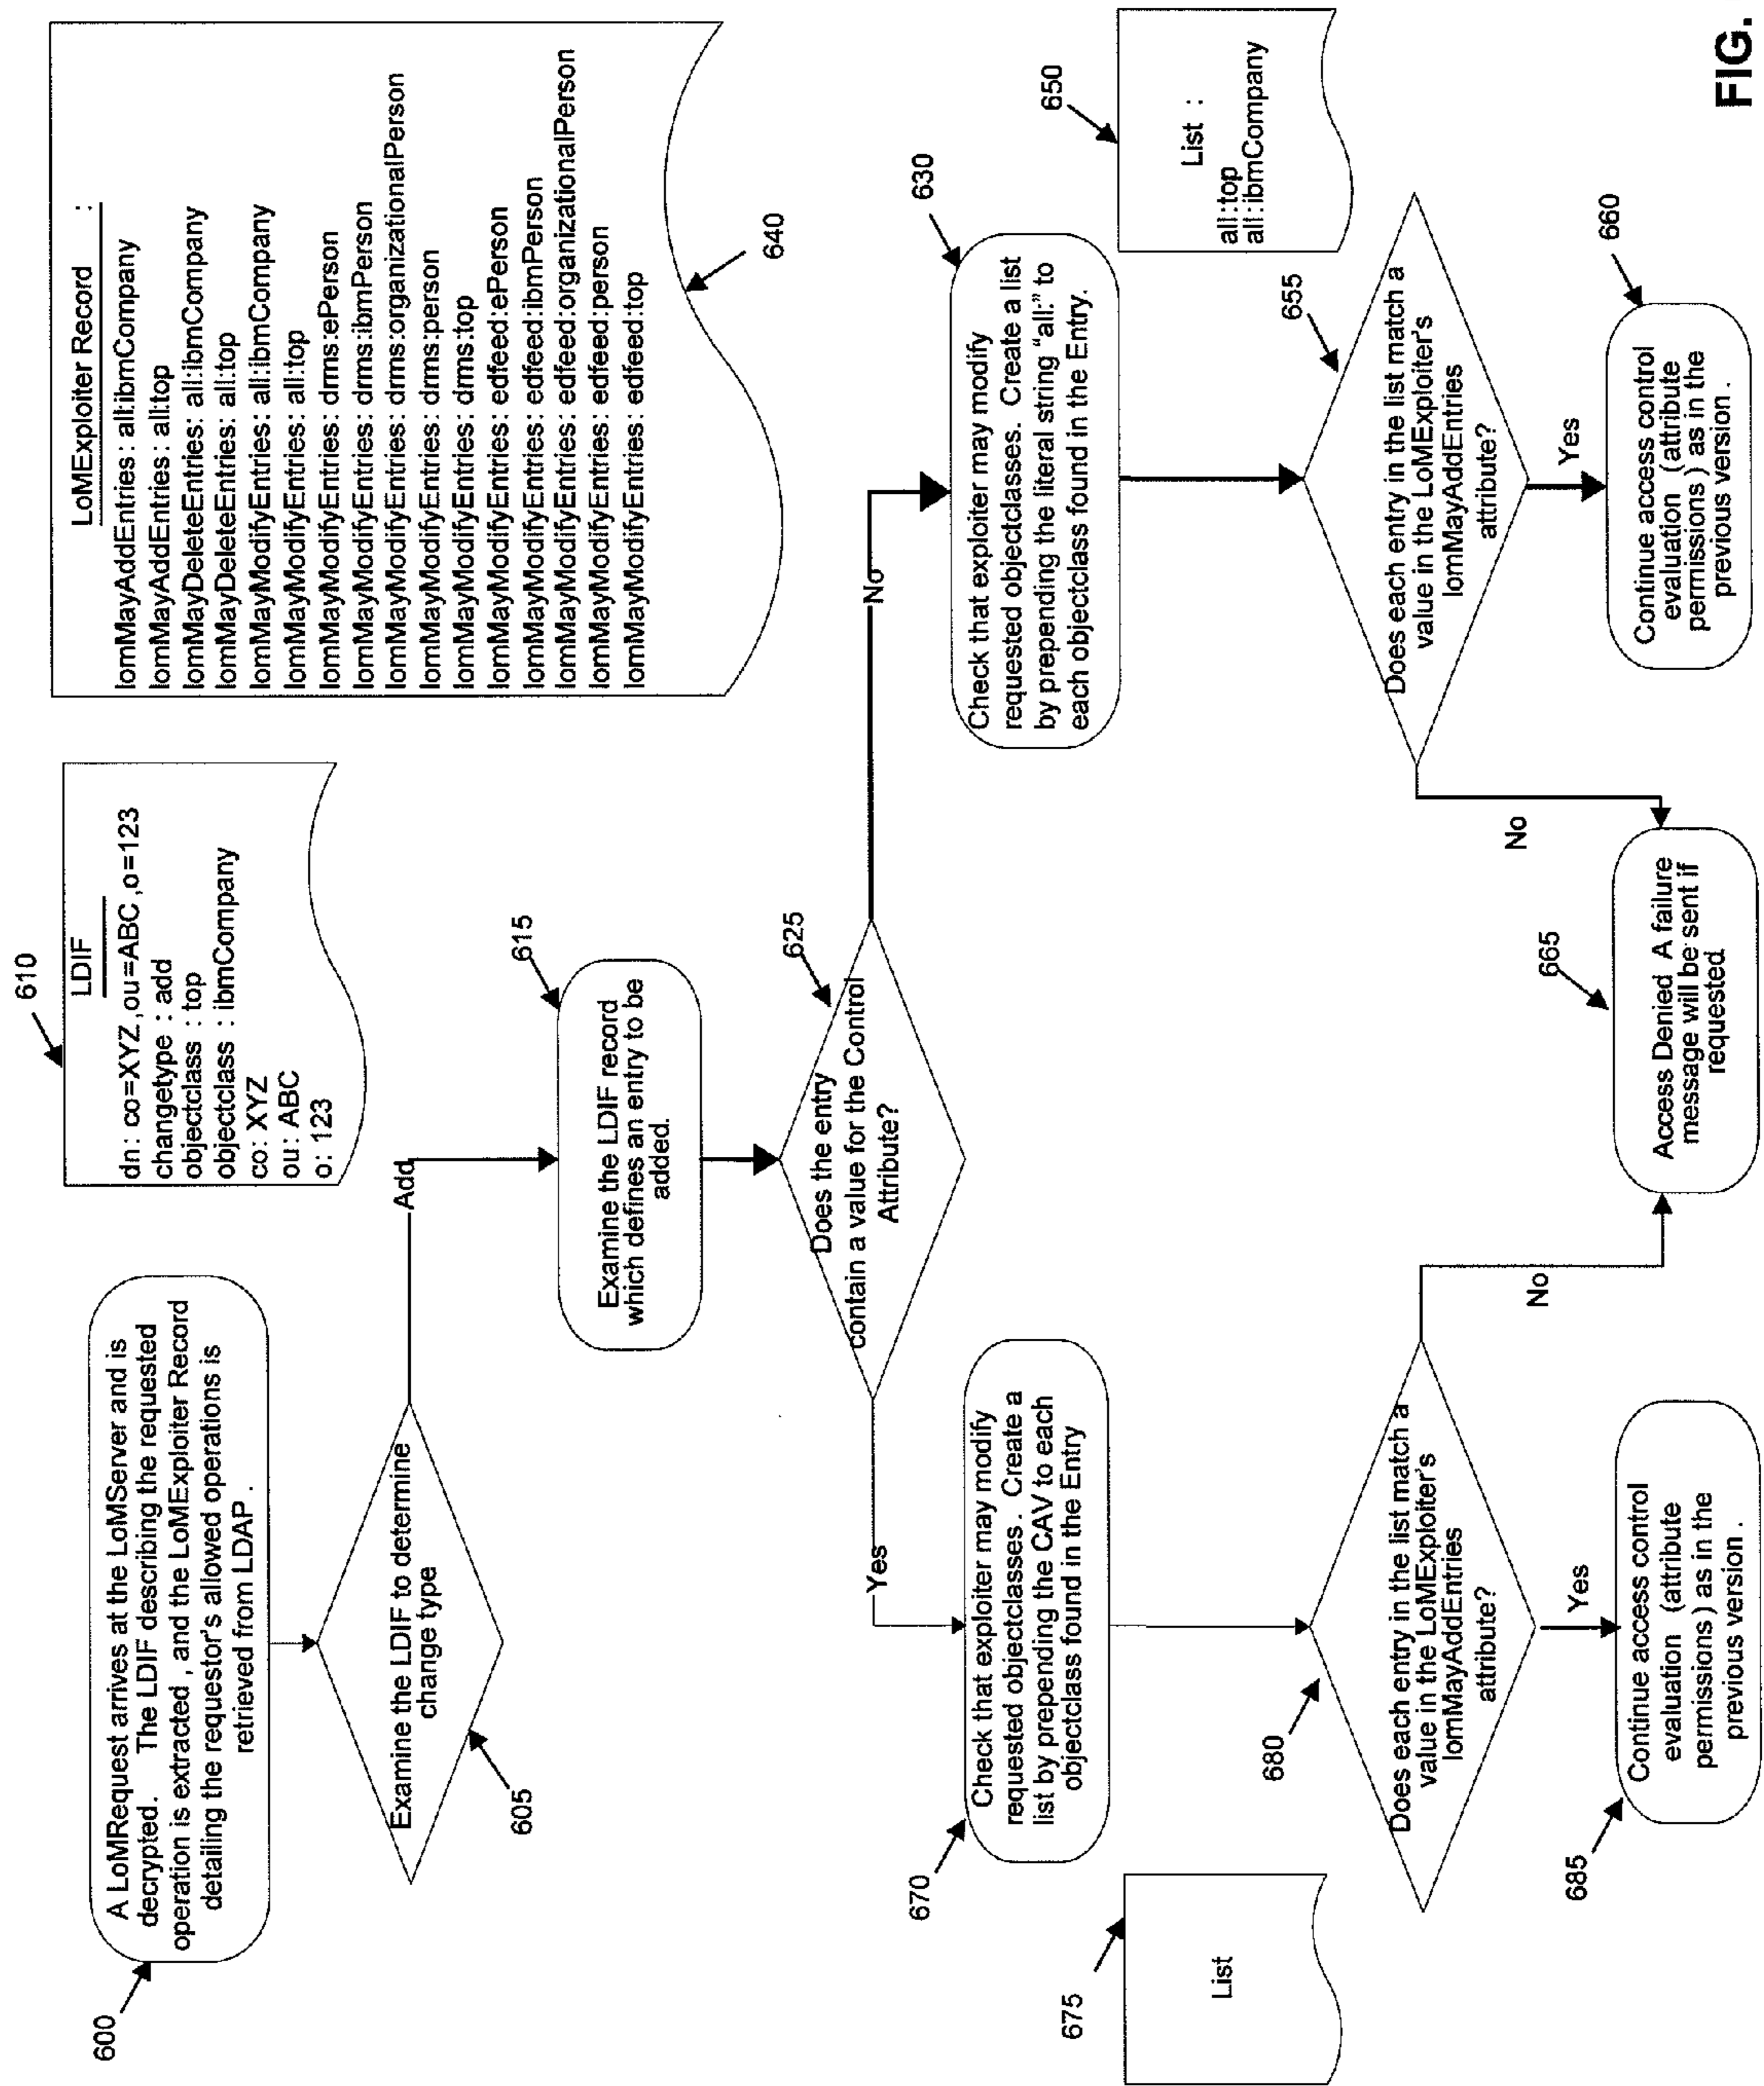 600
A LoMRequest arrives at the LoMServer and is
decrypted. The LDIF describing the requested
operation is extracted , and the LoMExploiter Record
detailing the requestor's allowed operations is
retrieved from LDAP .
610
LDIF
dn: co=XYZ ,ou=ABC ,o=123
changetype : add
objectclass : top
objectclass : ibmCompany
co: XYZ
ou: ABC
o: 123
LoMExploiter Record :
lomMayAddEntries: all:ibmCompany
lomMayAddEntries: all:top
lomMayDeleteEntries: all:ibmCompany
lomMayDeleteEntries: all:top
lomMayModifyEntries: all:ibmCompany
lomMayModifyEntries: all:top
lomMayModifyEntries: drms:ePerson
lomMayModifyEntries: drms:ibmPerson
lomMayModifyEntries: drms:organizationalPerson
lomMayModifyEntries: drms:person
lomMayModifyEntries: drms:top
lomMayModifyEntries: edfeed:ePerson
lomMayModifyEntries: edfeed:ibmPerson
lomMayModifyEntries: edfeed:organizationalPerson
lomMayModifyEntries: edfeed:person
lomMayModifyEntries: edfeed:top
640
Examine the LDIF to determine
change type
605
Add
615
Examine the LDIF record
which defines an entry to be
added.
625
Does the entry
contain a value for the Control
Attribute?
Yes
No
670
Check that exploiter may modify
requested objectclasses . Create a
list by prepending the CAV to each
objectclass found in the Entry
675
List
630
Check that exploiter may modify
requested objectclasses. Create a list
by prepending the literal string "all:" to
each objectclass found in the Entry.
650
List :
all:top
all:ibmCompany
680
Does each entry in the list match a
value in the LoMExploiter's
lomMayAddEntries
attribute?
No
Yes
655
Does each entry in the list match a
value in the LoMExploiter's
lomMayAddEntries
attribute?
No
Yes
685
Continue access control
evaluation (attribute
permissions ) as in the
previous version .
665
Access Denied A failure
message will be sent if
requested
660
Continue access control
evaluation (attribute
permissions ) as in the
previous version .
FIG.